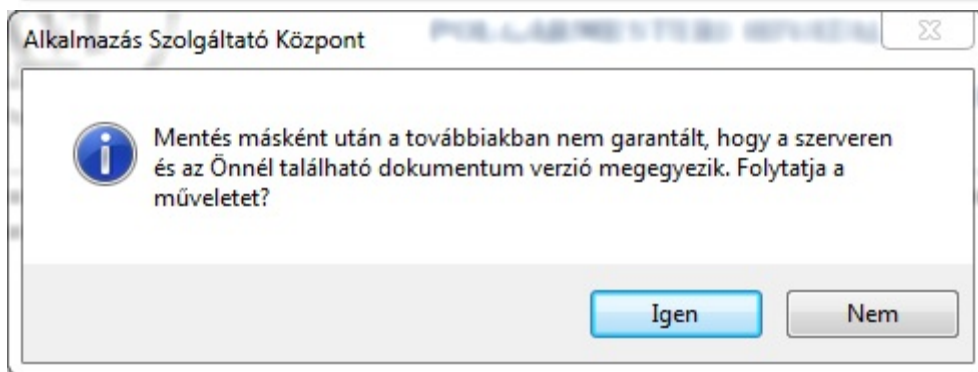 Alkalmazás Szolgáltató Központ
Mentés másként után a továbbiakban nem garantált, hogy a szerveren
és az Önnél található dokumentum verzió megegyezik. Folytatja a
műveletet?
Igen
Nem